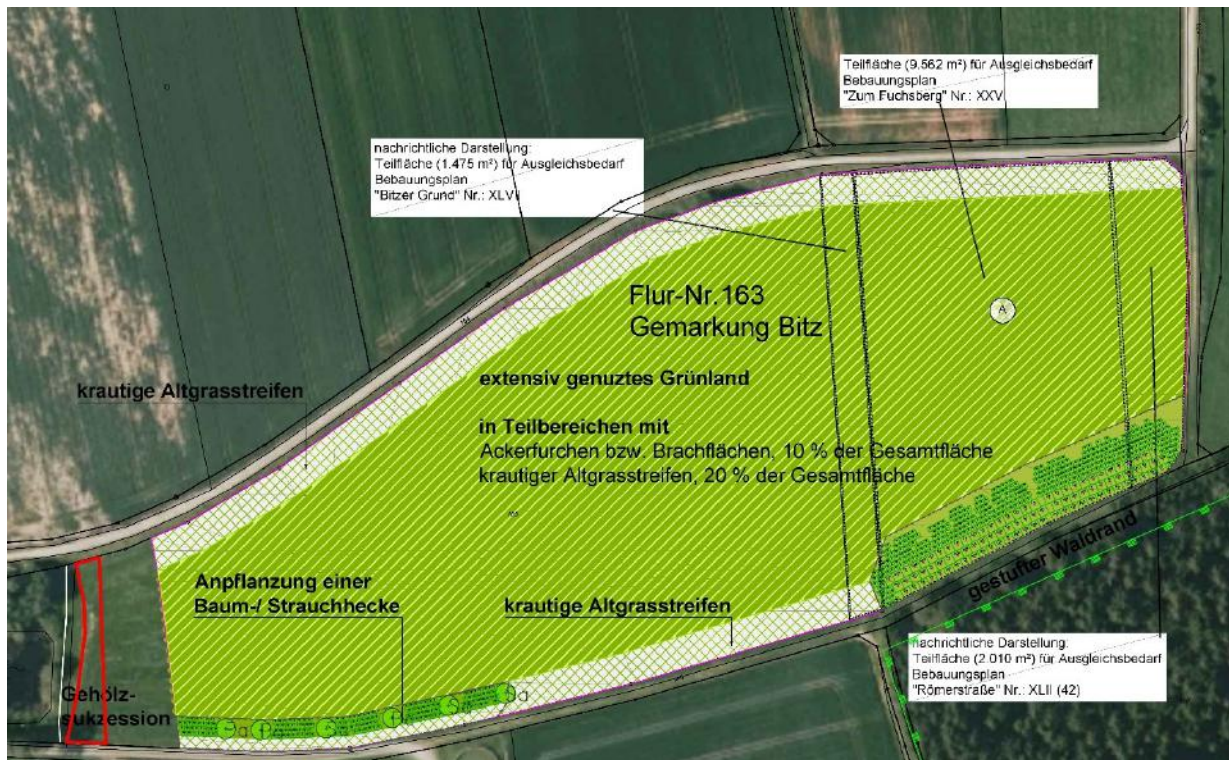 Teilfläche (9.562 m²) für Ausgleichsbedarf
Bebauungsplan
"Zum Fuchsberg" Nr.: XXV
nachrichtliche Darstellung:
Teilfläche (1.475 m²) für Ausgleichsbedarf
Bebauungsplan
"Bitzer Grund" Nr.:
Flur-Nr.163
Gemarkung Bitz
A
extensiv genuztes Grünland
krautige Altgrasstreifen
in Teilbereichen mit
Ackerfurchen bzw. Brachflächen, 10 % der Gesamtfläche
krautiger Altgrasstreifen, 20 % der Gesamtfläche
gestufter Waldrand
Anpflanzung einer
Baum-/ Strauchhecke
krautige Altgrasstreifen
nachrichtliche Darstellung:
Teilfläche (2.010 m²) für Ausgleichsbedarf
Bebauungsplan
"Römerstraße" Nr.: XLII (42)
Gehölz-
sukzession